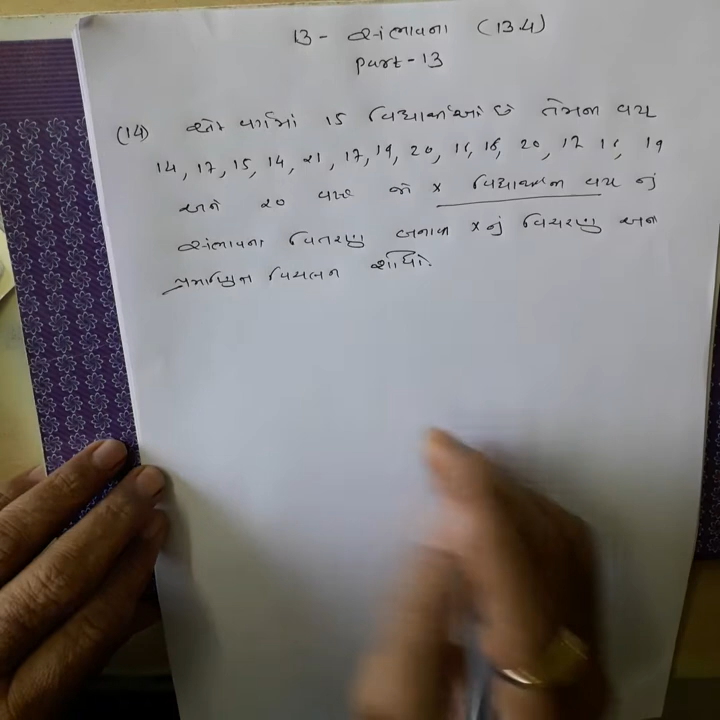 13 - સંભાવના (13.4)
Part-13
(14) એક વર્ગમાં 15 વિદ્યાર્થીઓ છે તેમના વય
14, 17, 15, 14, 21, 17, 19, 20, 16, 18, 20, 17 16, 19
અને ૨૦ વર્ષ જો x વિદ્યાર્થીના વય નું
સંભાવના વિતરણ બનાવો x નું વિચરણ અને
પ્રમાણિત વિચલન શોધો.